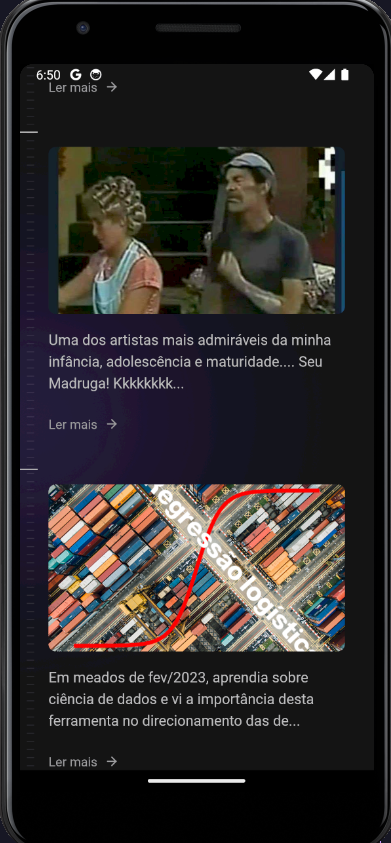 6:50
Ler mais
Uma dos artistas mais admiráveis da minha
infância, adolescência e maturidade.... Seu
Madruga! Kkkkkkkk...
Ler mais
egressão logístic
Em meados de fev/2023, aprendia sobre
ciência de dados e vi a importância desta
ferramenta no direcionamento das de...
Ler mais